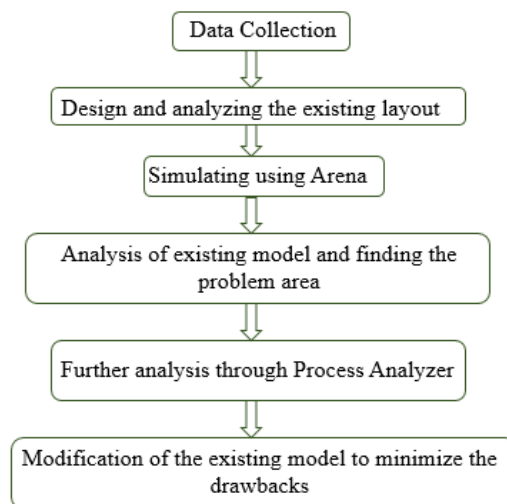 Data Collection
Design and analyzing the existing layout
Simulating using Arena
Analysis of existing model and finding the
problem area
Further analysis through Process Analyzer
Modification of the existing model to minimize the
drawbacks